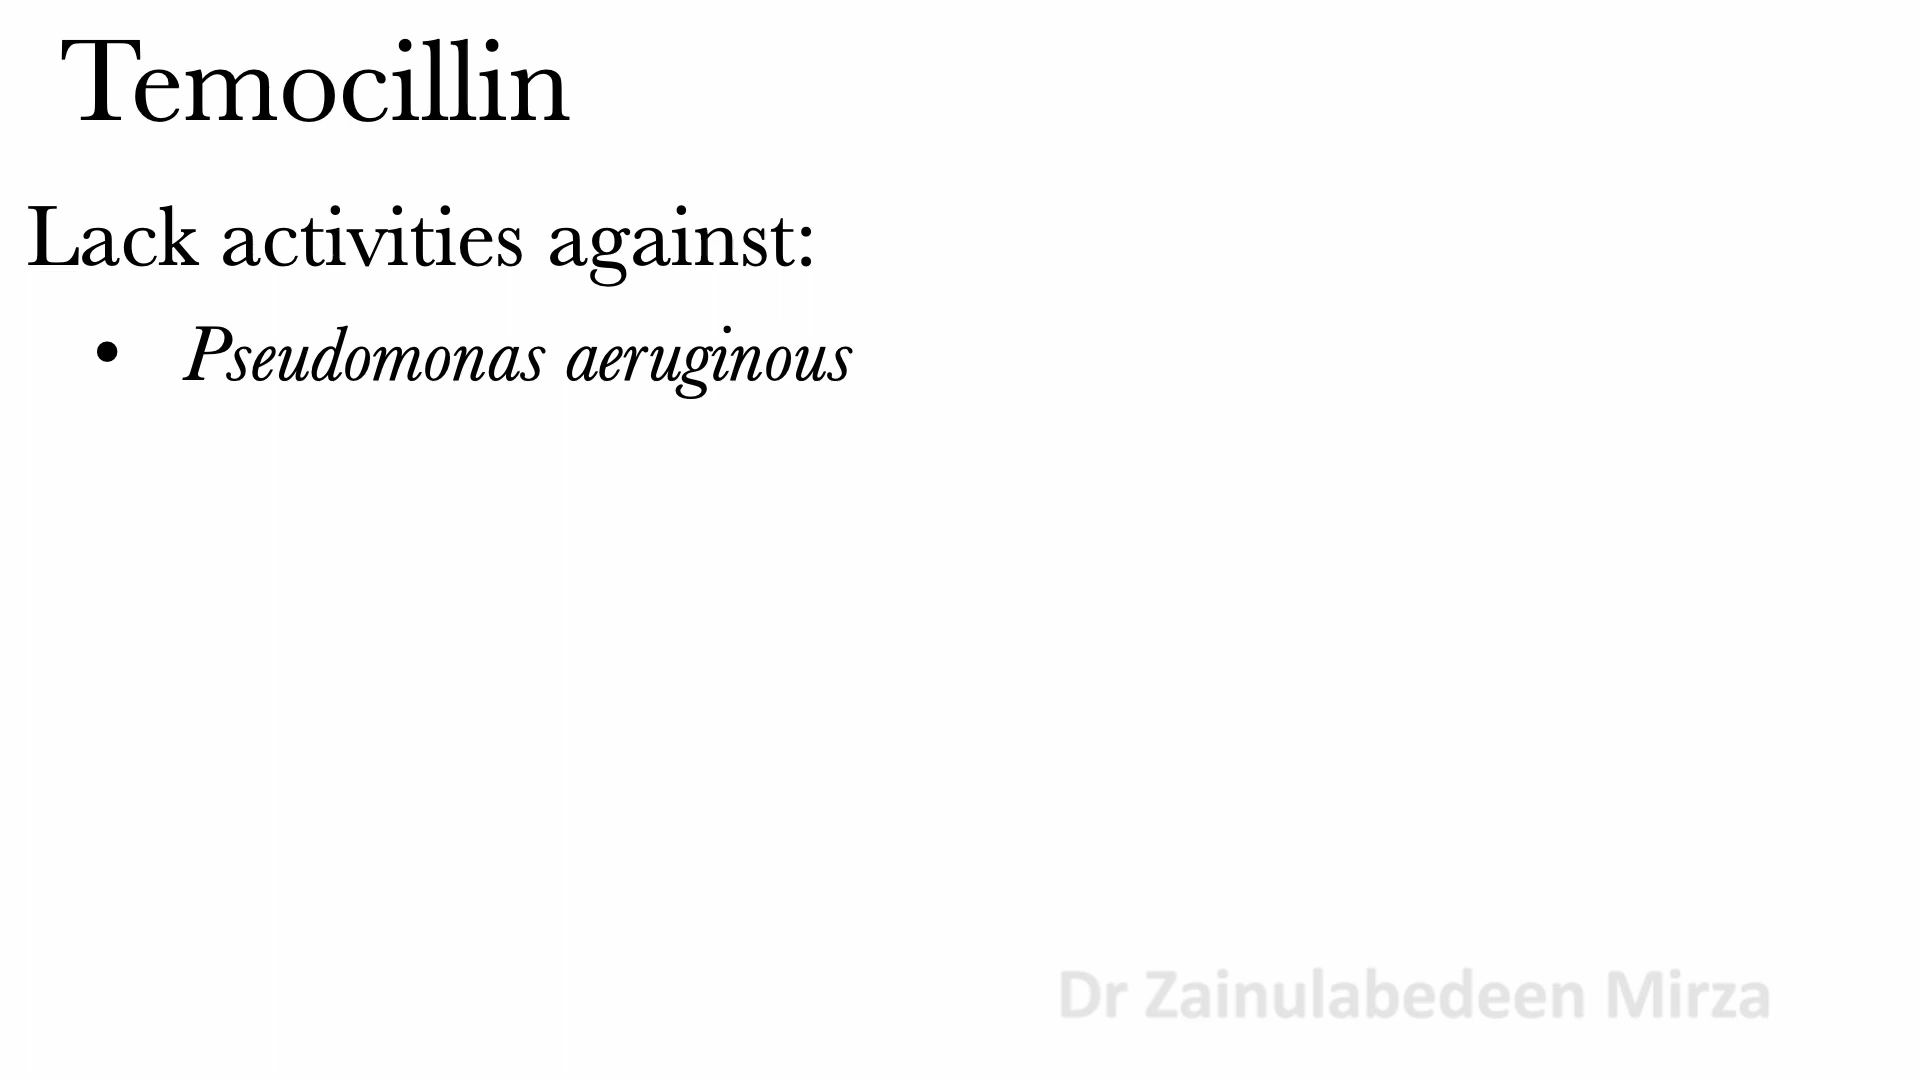 Temocillin
Lack activities against:
• Pseudomonas aeruginous
Dr Zainulabedeen Mirza